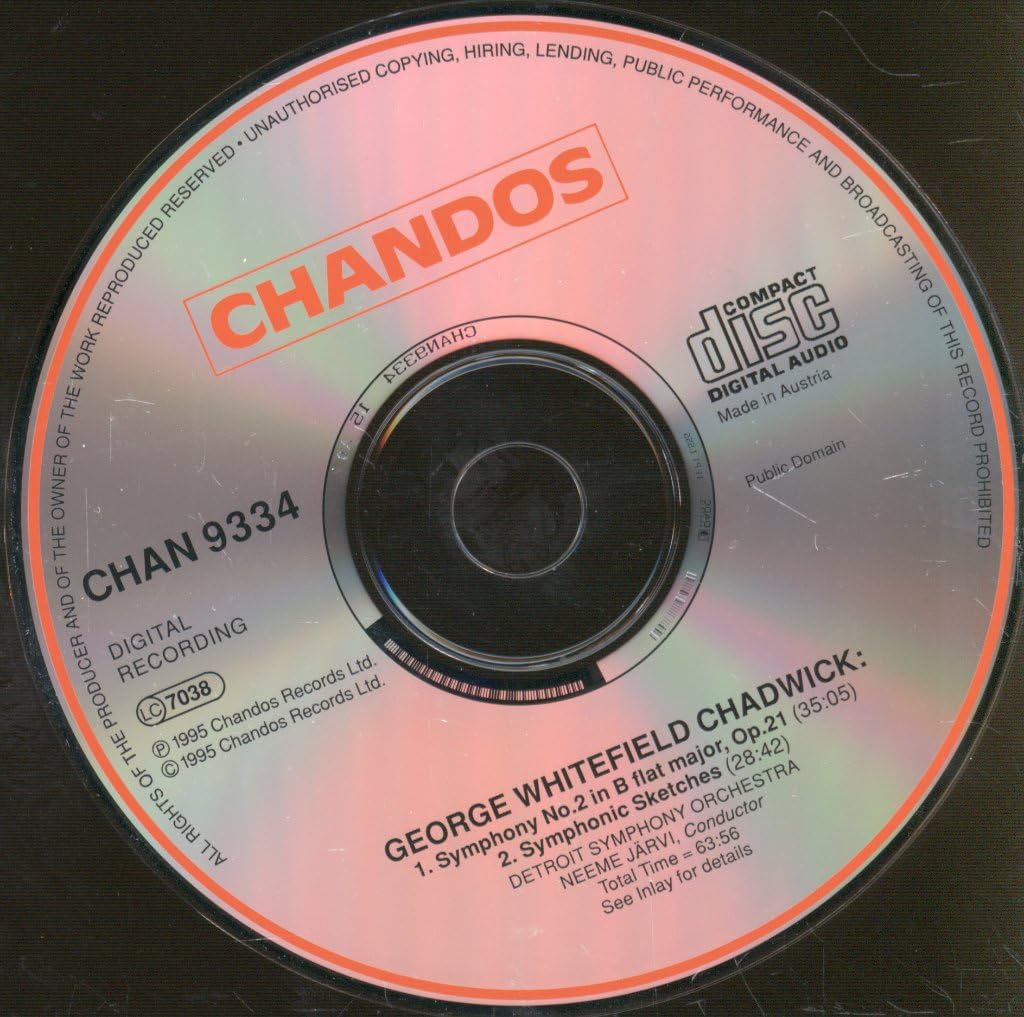 ALL RIGHTS OF THE PRODUCER AND OF THE OWNER OF THE WORK REPRODUCED RESERVED • UNAUTHORISED COPYING, HIRING, LENDING, PUBLIC PERFORMANCE AND BROADCASTING OF THIS RECORD PROHIBITED
CHANDOS
COMPACT
disc
DIGITAL AUDIO
Made in Austria
Public Domain
CHAN9334
CHAN 9334
DIGITAL
RECORDING
LC 7038
℗ 1995 Chandos Records Ltd.
© 1995 Chandos Records Ltd.
GEORGE WHITEFIELD CHADWICK:
1. Symphony No.2 in B flat major, Op.21 (35:05)
2. Symphonic Sketches (28:42)
DETROIT SYMPHONY ORCHESTRA
NEEME JÄRVI, Conductor
Total Time = 63:56
See Inlay for details